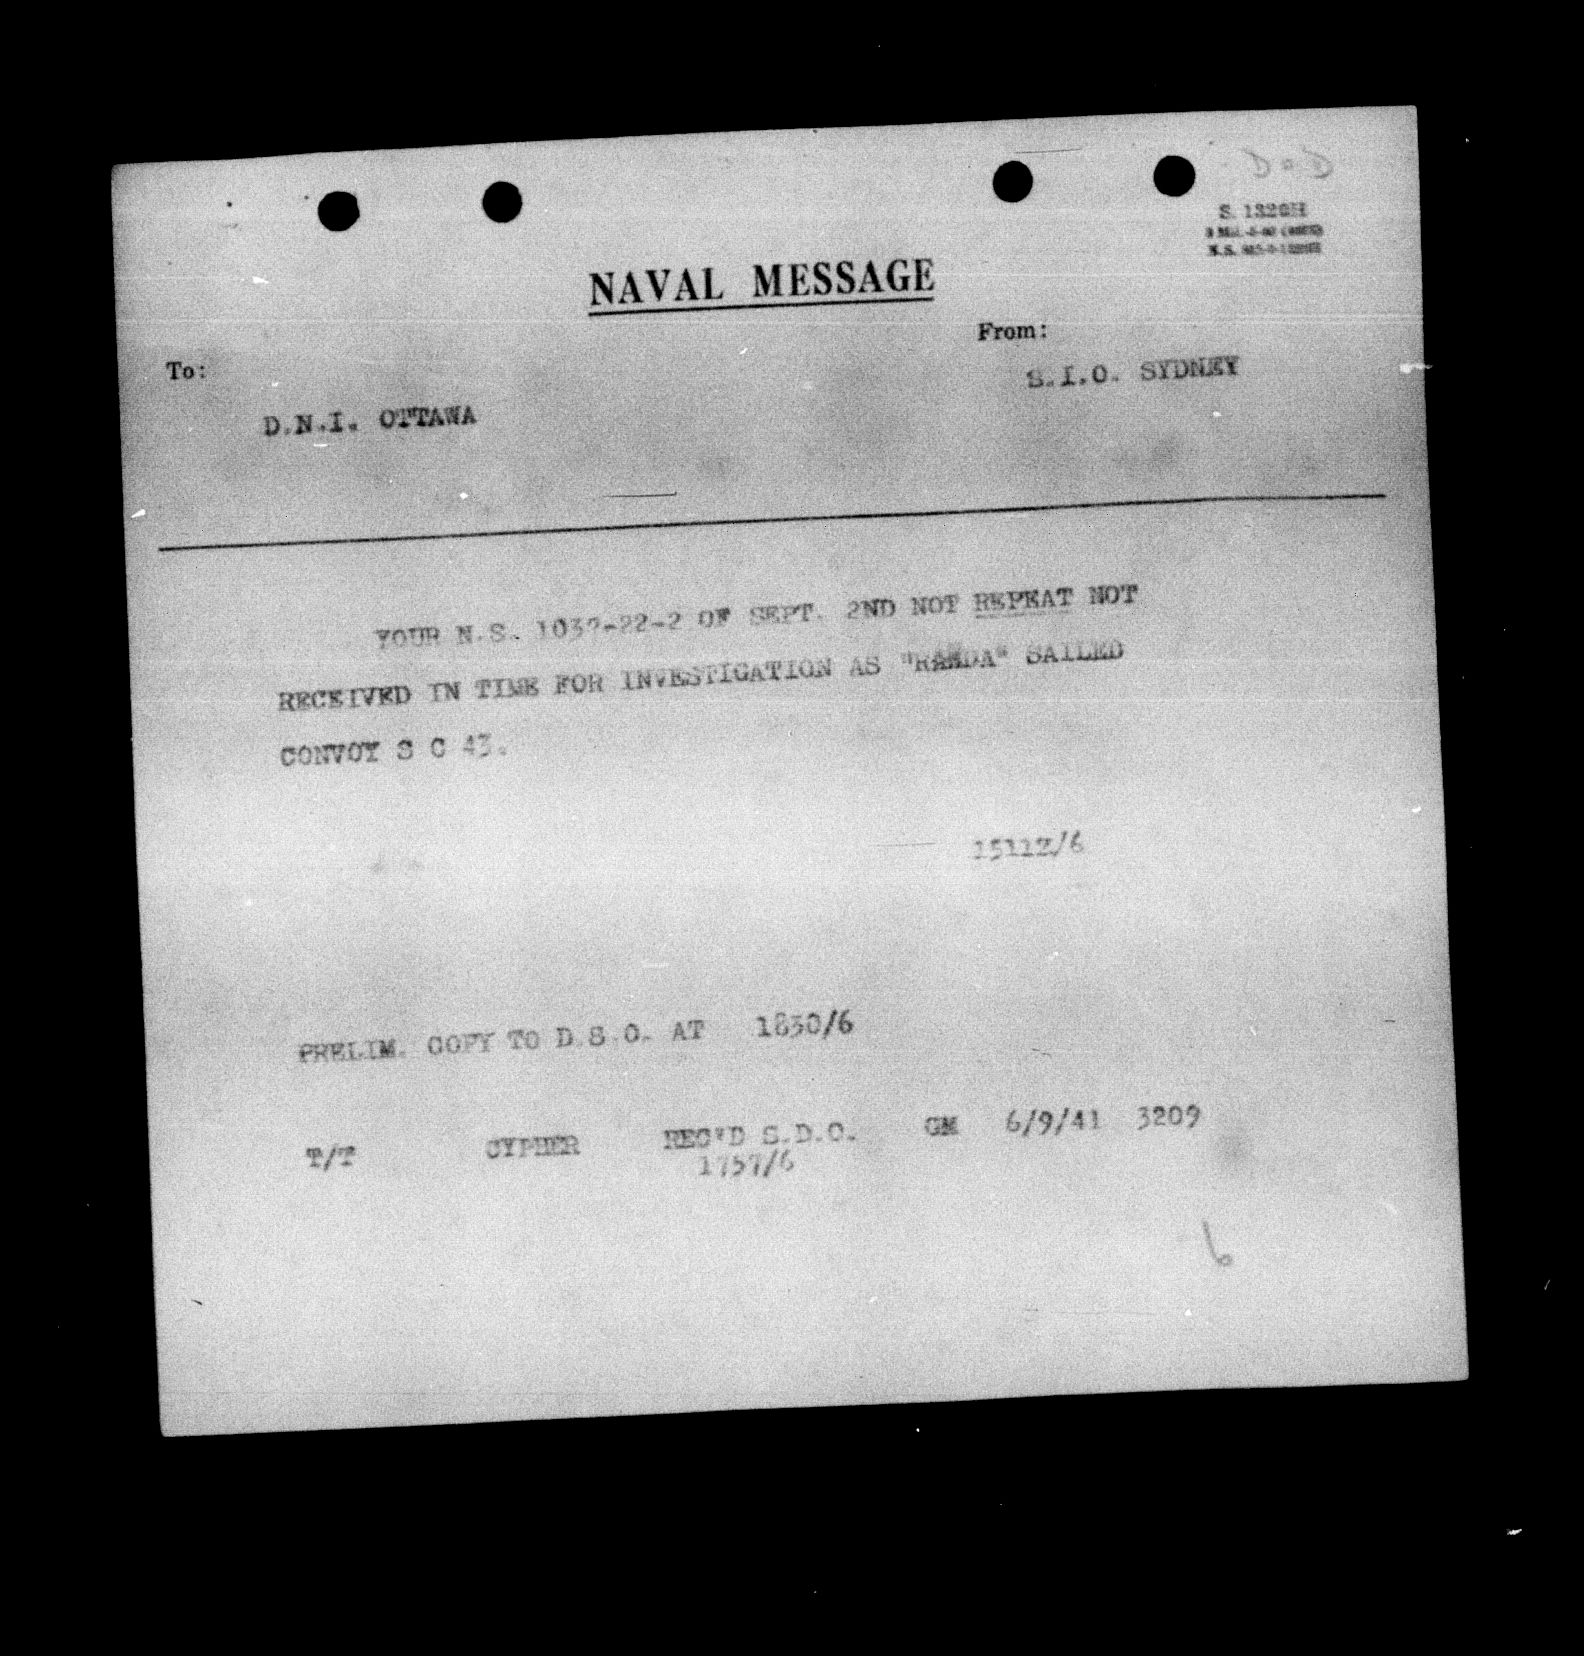 S. 1320H
NAVAL MESSAGE
To:
From:
D.N.I. OTTAWA
S.I.O. SYDNEY
YOUR N.S. 1037-22-2 OF SEPT. 2ND NOT REPEAT NOT
RECEIVED IN TIME FOR INVESTIGATION AS "RANDA" SAILED
CONVOY S C 43.
1511Z/6
PRELIM. COPY TO D.S.O. AT 1830/6
T/T CYPHER REC'D S.D.O. GM 6/9/41 3209
1757/6
6